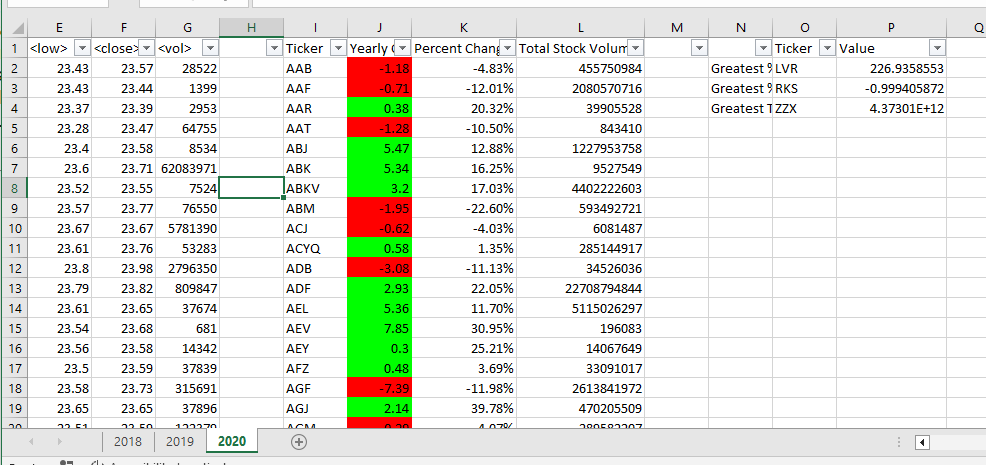 E F G H I J K L M N O P Q
1 <low> <close> <vol> Ticker Yearly Percent Chang Total Stock Volum Ticker Value
2 23.43 23.57 28522 AAB -1.18 -4.83% 455750984 Greatest % LVR 226.9358553
3 23.43 23.44 1399 AAF -0.71 -12.01% 2080570716 Greatest % RKS -0.999405872
4 23.37 23.39 2953 AAR 0.38 20.32% 39905528 Greatest T ZZX 4.37301E+12
5 23.28 23.47 64755 AAT -1.28 -10.50% 843410
6 23.4 23.58 8534 ABJ 5.47 12.88% 1227953758
7 23.6 23.71 62083971 ABK 5.34 16.25% 9527549
8 23.52 23.55 7524 ABKV 3.2 17.03% 4402222603
9 23.57 23.77 76550 ABM -1.95 -22.60% 593492721
10 23.67 23.67 5781390 ACJ -0.62 -4.03% 6081487
11 23.61 23.76 53283 ACYQ 0.58 1.35% 285144917
12 23.8 23.98 2796350 ADB -3.08 -11.13% 34526036
13 23.79 23.82 809847 ADF 2.93 22.05% 22708794844
14 23.61 23.65 37674 AEL 5.36 11.70% 5115026297
15 23.54 23.68 681 AEV 7.85 30.95% 196083
16 23.56 23.58 14342 AEY 0.3 25.21% 14067649
17 23.5 23.59 37839 AFZ 0.48 3.69% 33091017
18 23.58 23.73 315691 AGF -7.39 -11.98% 2613841972
19 23.65 23.65 37896 AGJ 2.14 39.78% 470205509
2018 2019 2020